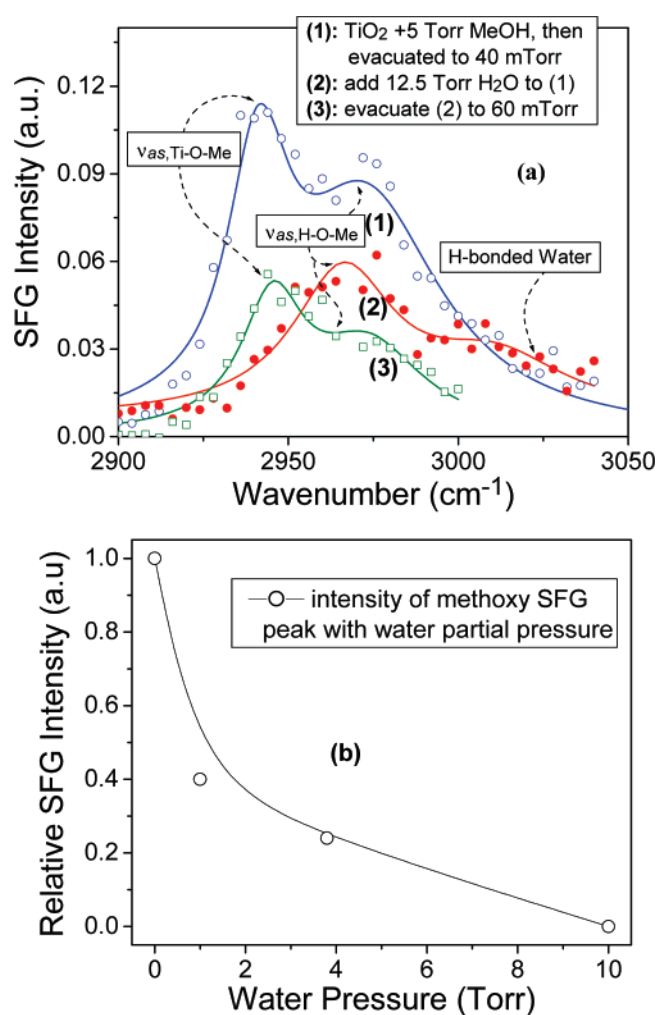 (1): TiO2 +5 Torr MeOH, then
evacuated to 40 mTorr
(2): add 12.5 Torr H2O to (1)
(3): evacuate (2) to 60 mTorr
SFG Intensity (a.u.)
0.12
0.09
0.06
0.03
0.00
νas,Ti-O-Me
(a)
νas,H-O-Me
(1)
H-bonded Water
(2)
(3)
2900
2950
3000
3050
Wavenumber (cm-1)
Relative SFG Intensity (a.u)
1.0
0.8
0.6
0.4
0.2
0.0
intensity of methoxy SFG
peak with water partial pressure
(b)
0
2
4
6
8
10
Water Pressure (Torr)